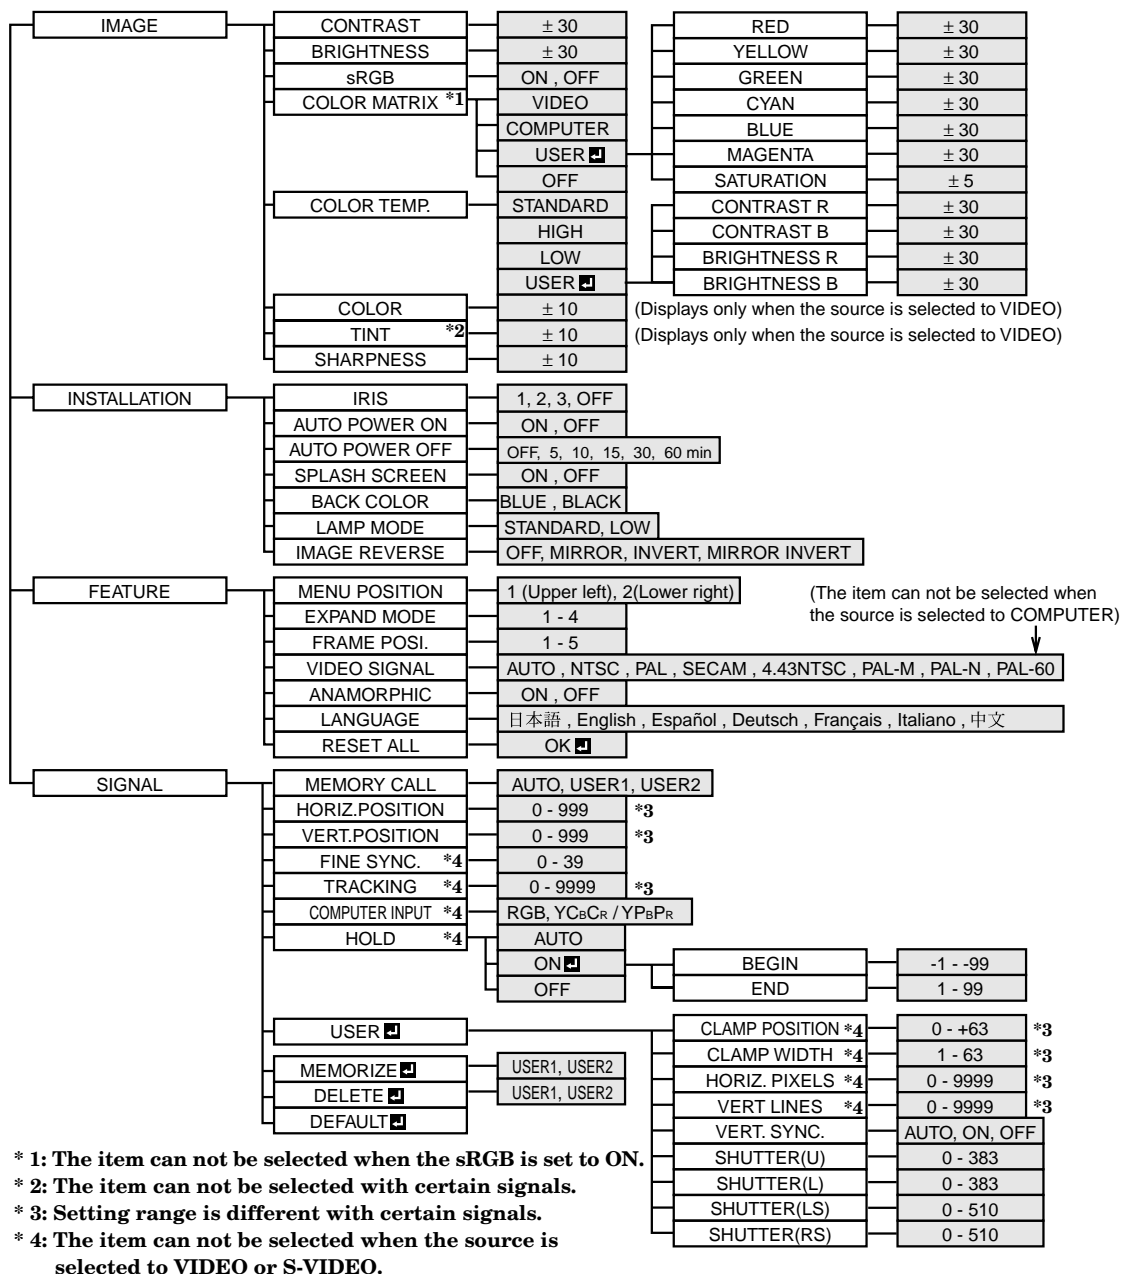 IMAGE CONTRAST ± 30 RED ± 30
BRIGHTNESS ± 30 YELLOW ± 30
sRGB ON , OFF GREEN ± 30
COLOR MATRIX *1 VIDEO CYAN ± 30
COMPUTER BLUE ± 30
USER MAGENTA ± 30
OFF SATURATION ± 5
COLOR TEMP. STANDARD CONTRAST R ± 30
HIGH CONTRAST B ± 30
LOW BRIGHTNESS R ± 30
USER BRIGHTNESS B ± 30
COLOR ± 10 (Displays only when the source is selected to VIDEO)
TINT *2 ± 10 (Displays only when the source is selected to VIDEO)
SHARPNESS ± 10
INSTALLATION IRIS 1, 2, 3, OFF
AUTO POWER ON ON , OFF
AUTO POWER OFF OFF, 5, 10, 15, 30, 60 min
SPLASH SCREEN ON , OFF
BACK COLOR BLUE , BLACK
LAMP MODE STANDARD, LOW
IMAGE REVERSE OFF, MIRROR, INVERT, MIRROR INVERT
FEATURE MENU POSITION 1 (Upper left), 2(Lower right) (The item can not be selected when
EXPAND MODE 1 - 4 the source is selected to COMPUTER)
FRAME POSI. 1 - 5
VIDEO SIGNAL AUTO , NTSC , PAL , SECAM , 4.43NTSC , PAL-M , PAL-N , PAL-60
ANAMORPHIC ON , OFF
LANGUAGE 日本語 , English , Español , Deutsch , Français , Italiano , 中文
RESET ALL OK
SIGNAL MEMORY CALL AUTO, USER1, USER2
HORIZ.POSITION 0 - 999 *3
VERT.POSITION 0 - 999 *3
FINE SYNC. *4 0 - 39
TRACKING *4 0 - 9999 *3
COMPUTER INPUT *4 RGB, YCBCR / YPBPR
HOLD *4 AUTO
ON BEGIN -1 - -99
OFF END 1 - 99
USER CLAMP POSITION *4 0 - +63 *3
CLAMP WIDTH *4 1 - 63 *3
MEMORIZE USER1, USER2
HORIZ. PIXELS *4 0 - 9999 *3
DELETE USER1, USER2
VERT LINES *4 0 - 9999 *3
DEFAULT
VERT. SYNC. AUTO, ON, OFF
* 1: The item can not be selected when the sRGB is set to ON.
SHUTTER(U) 0 - 383
* 2: The item can not be selected with certain signals.
SHUTTER(L) 0 - 383
* 3: Setting range is different with certain signals.
SHUTTER(LS) 0 - 510
* 4: The item can not be selected when the source is
SHUTTER(RS) 0 - 510
selected to VIDEO or S-VIDEO.